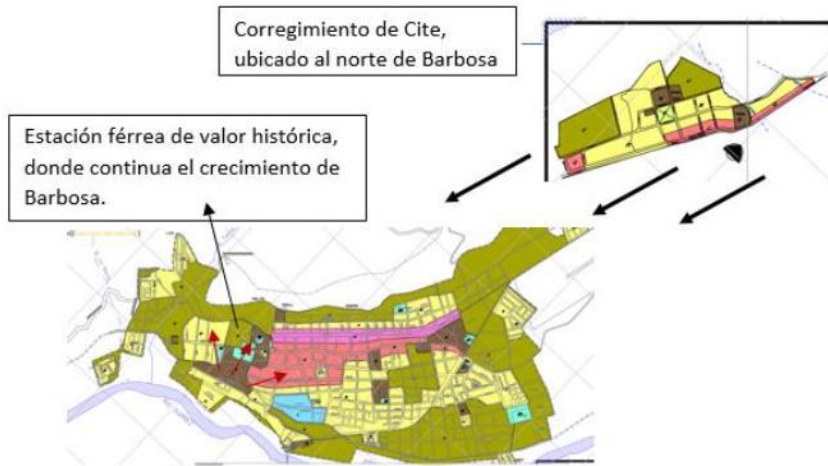 Corregimiento de Cite,
ubicado al norte de Barbosa
Estación férrea de valor histórica,
donde continua el crecimiento de
Barbosa.